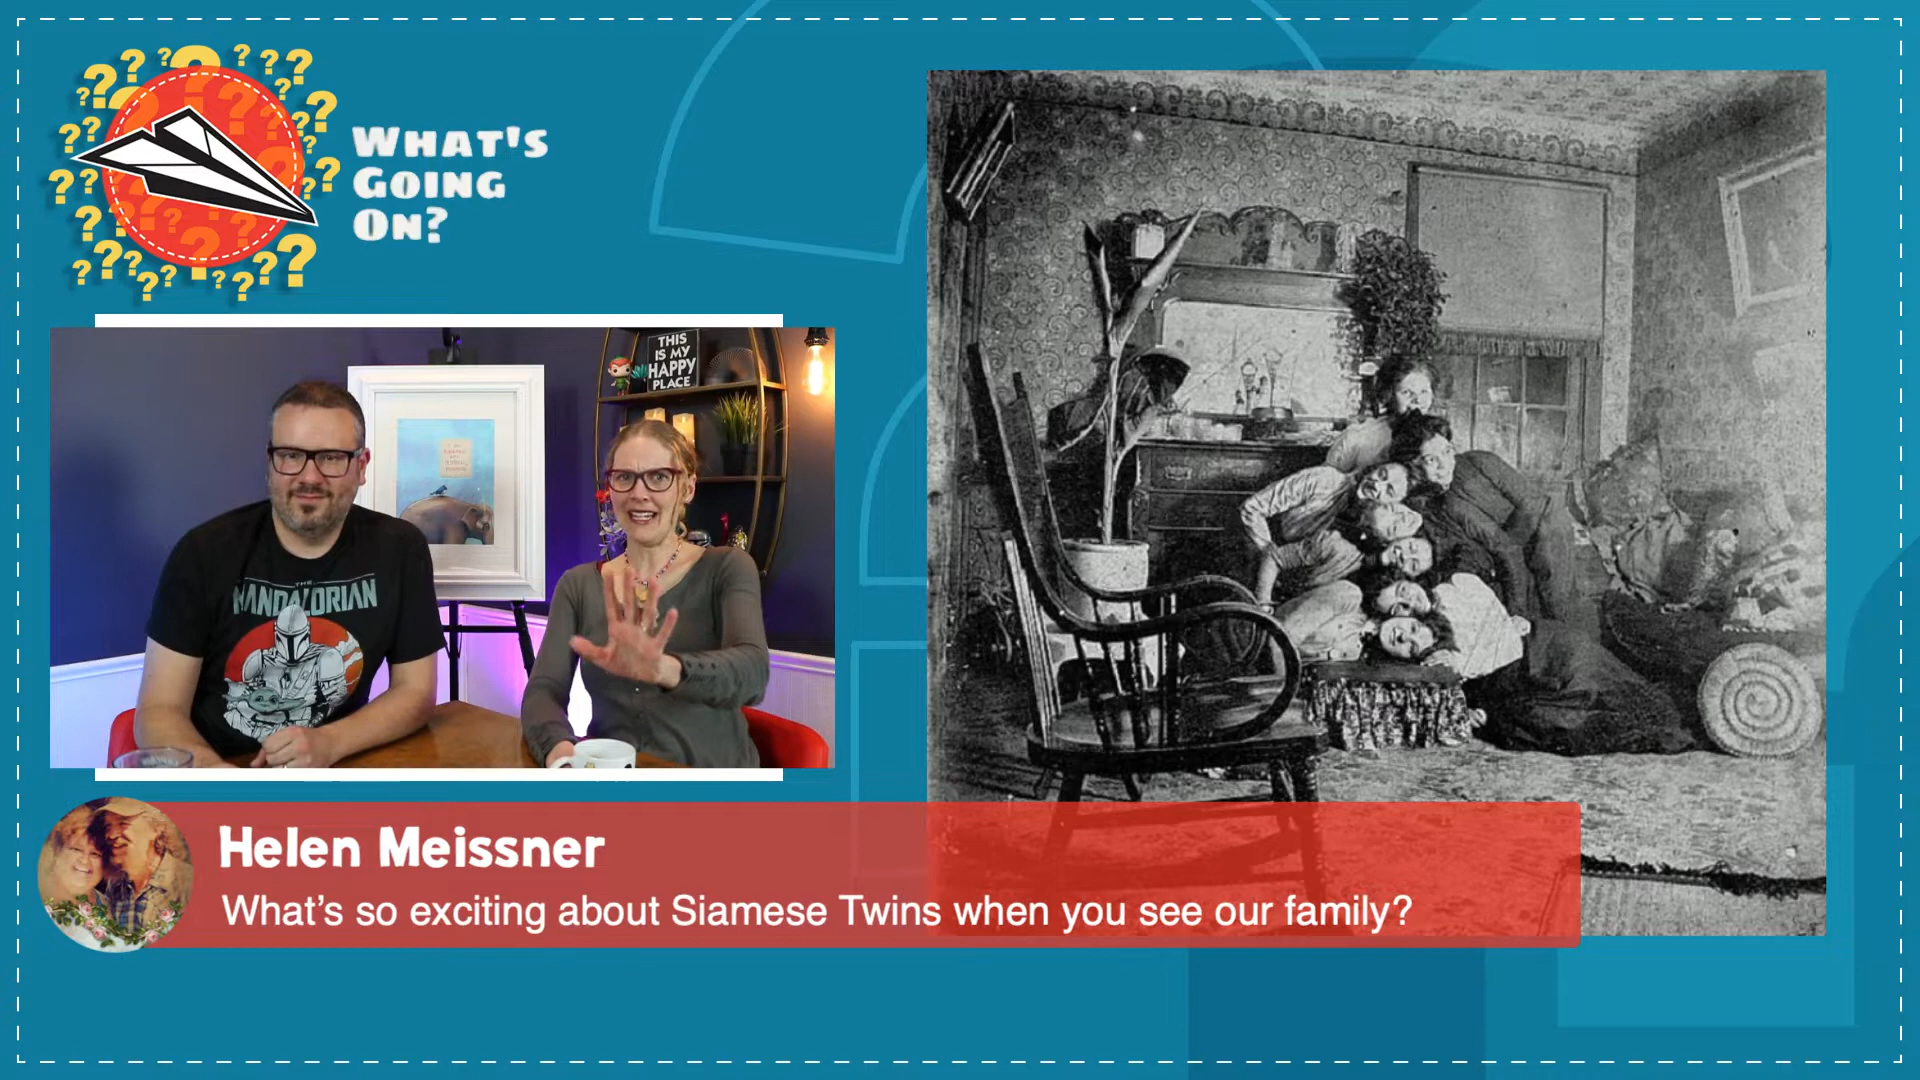 What's
Going
On?
THIS
IS MY
HAPPY
PLACE
THE
MANDALORIAN
Helen Meissner
What's so exciting about Siamese Twins when you see our family?